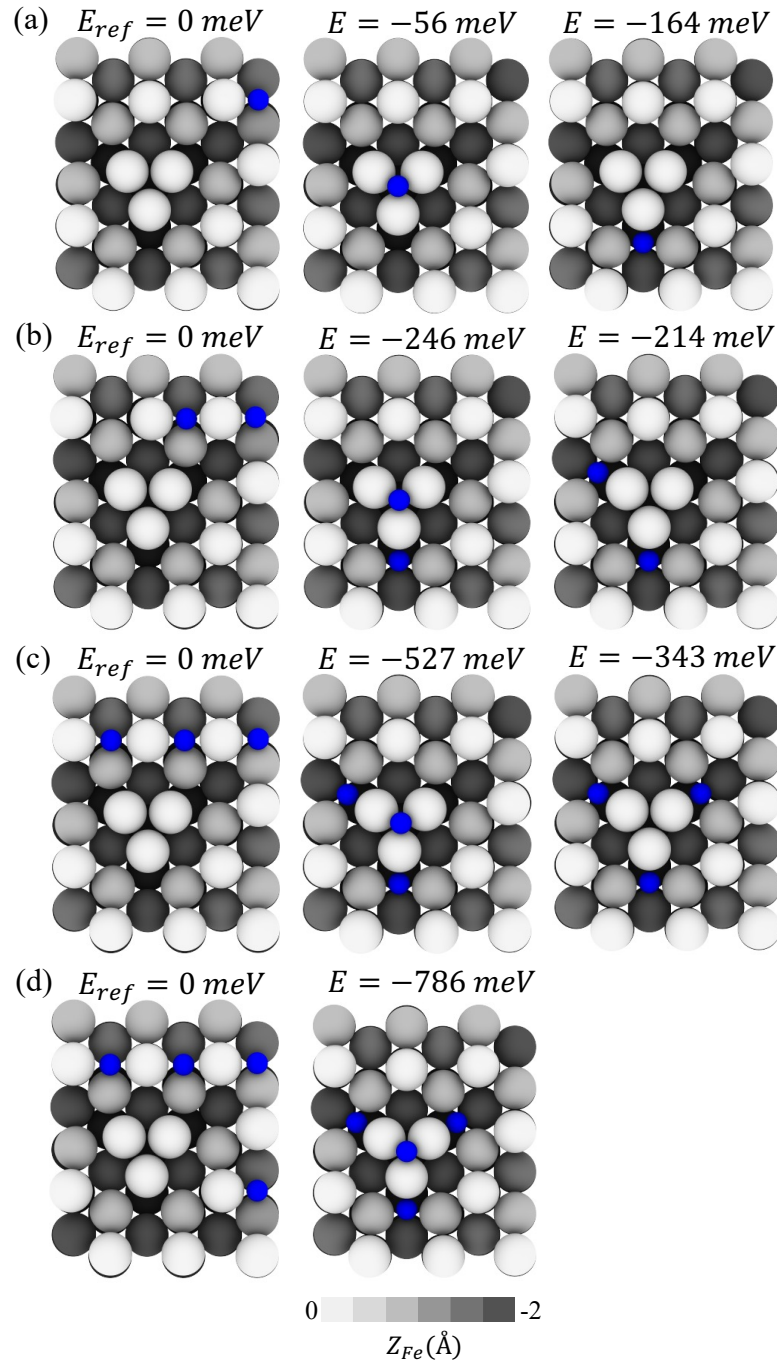 (a) E_ref = 0 meV E = −56 meV E = −164 meV
(b) E_ref = 0 meV E = −246 meV E = −214 meV
(c) E_ref = 0 meV E = −527 meV E = −343 meV
(d) E_ref = 0 meV E = −786 meV
0 -2
Z_Fe(Å)